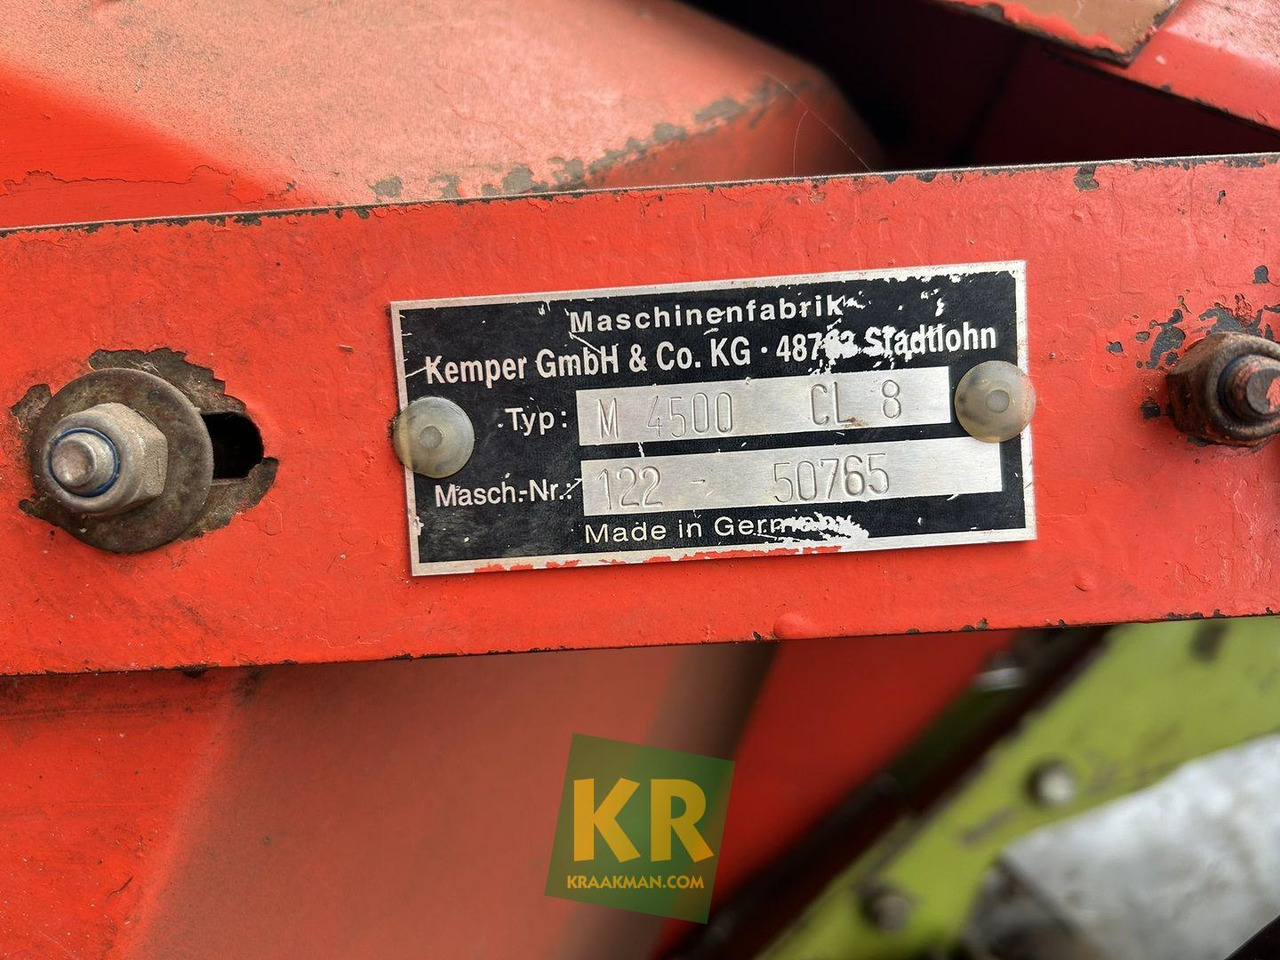 Maschinenfabrik
Kemper GmbH & Co. KG · Stadtlohn
Typ: M 4500 CL 8
Masch.-Nr.: 122 - 50765
Made in Germany
KR
KRAAKMAN.COM